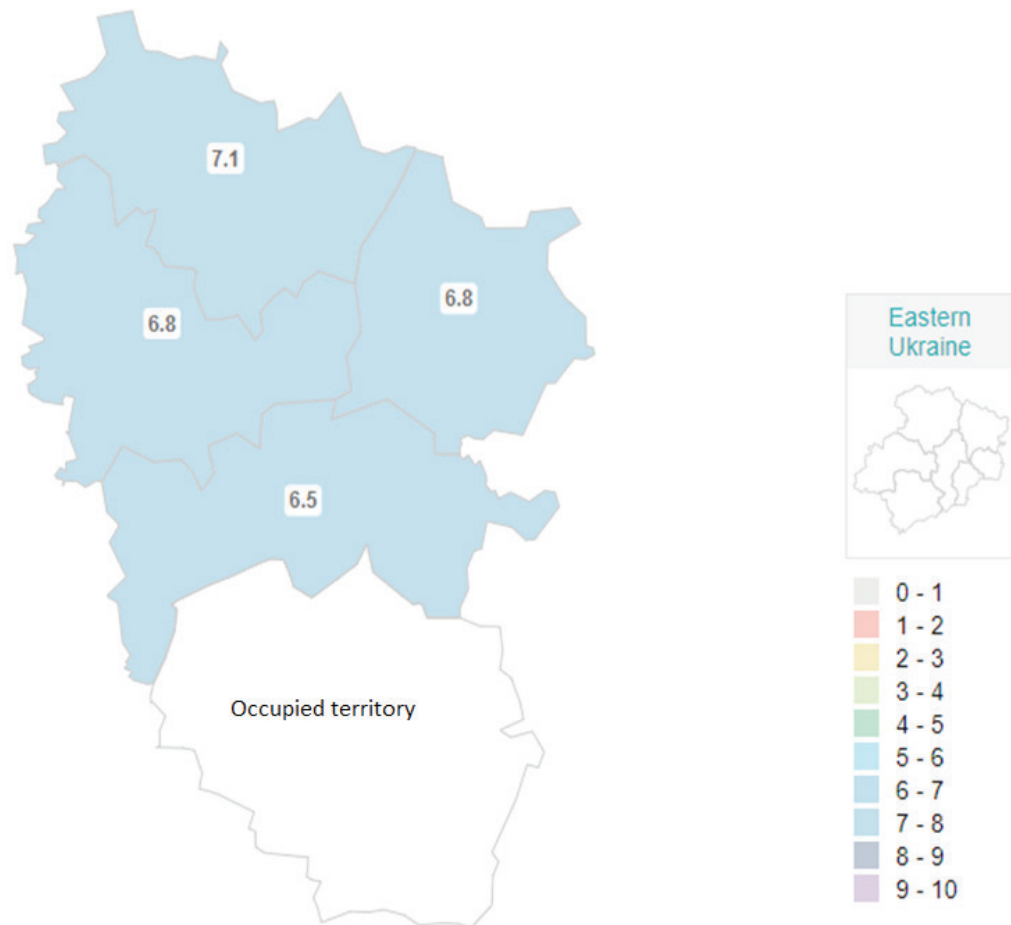 7.1
6.8
6.8
6.5
Occupied territory
Eastern
Ukraine
0 - 1
1 - 2
2 - 3
3 - 4
4 - 5
5 - 6
6 - 7
7 - 8
8 - 9
9 - 10